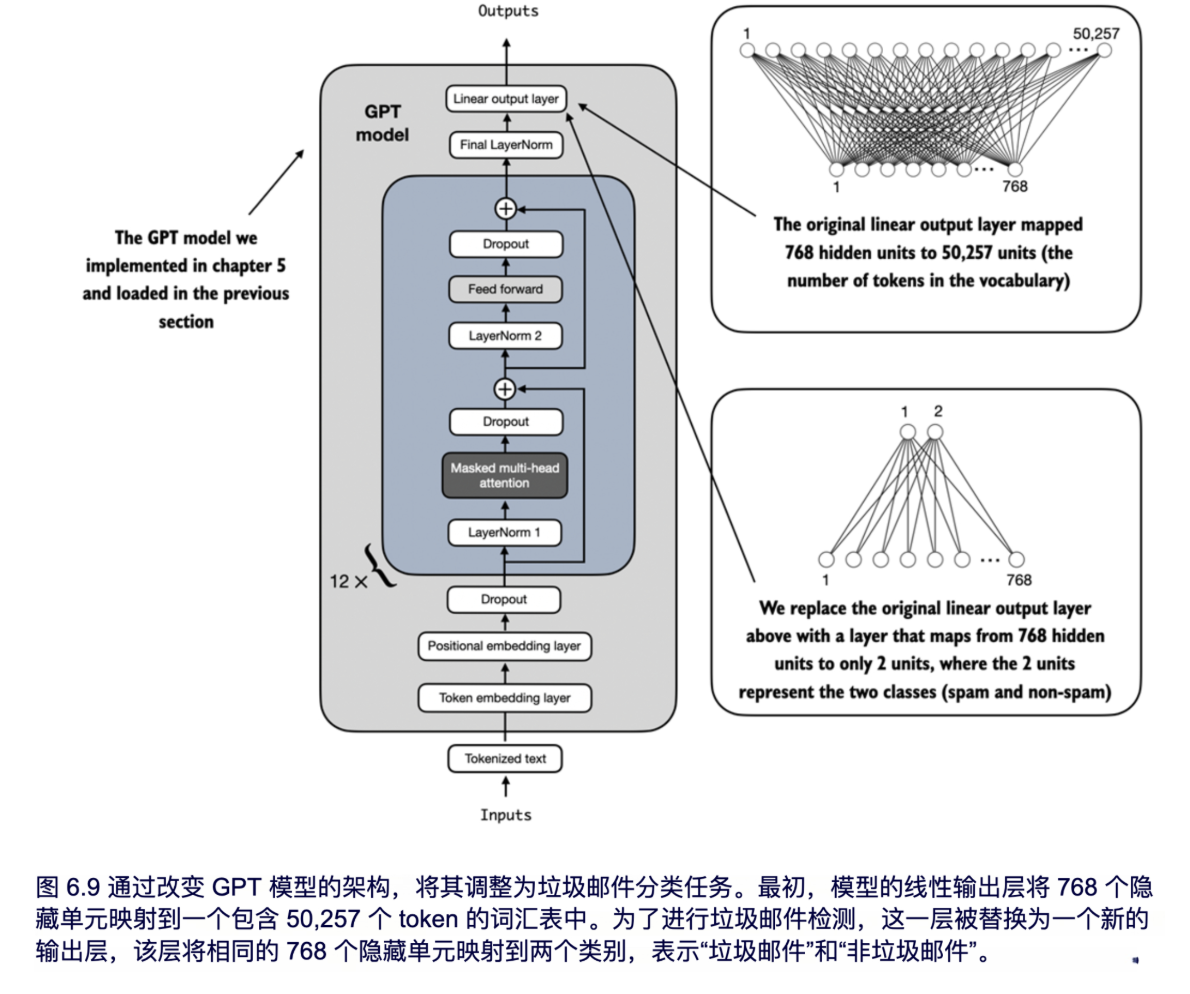 Outputs
GPT
model
Linear output layer
Final LayerNorm
Dropout
Feed forward
LayerNorm 2
Dropout
Masked multi-head
attention
LayerNorm 1
12 ×
Dropout
Positional embedding layer
Token embedding layer
Tokenized text
Inputs
The GPT model we
implemented in chapter 5
and loaded in the previous
section
1
50,257
...
1
...
768
The original linear output layer mapped
768 hidden units to 50,257 units (the
number of tokens in the vocabulary)
1 2
...
1
768
We replace the original linear output layer
above with a layer that maps from 768 hidden
units to only 2 units, where the 2 units
represent the two classes (spam and non-spam)
图 6.9 通过改变 GPT 模型的架构，将其调整为垃圾邮件分类任务。最初，模型的线性输出层将 768 个隐
藏单元映射到一个包含 50,257 个 token 的词汇表中。为了进行垃圾邮件检测，这一层被替换为一个新的
输出层，该层将相同的 768 个隐藏单元映射到两个类别，表示“垃圾邮件”和“非垃圾邮件”。